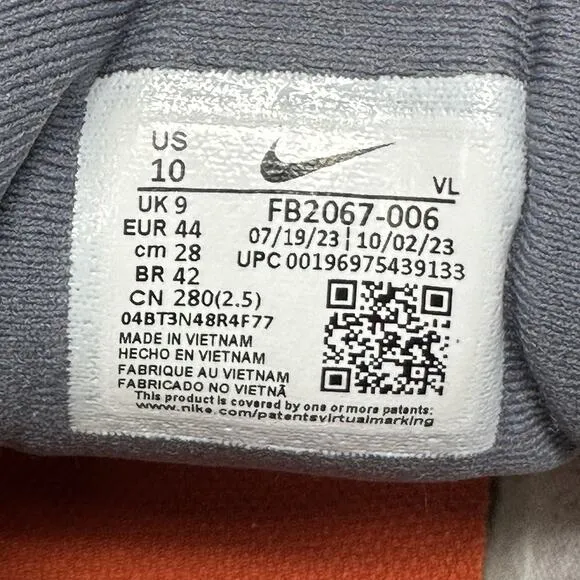 US
10
VL
UK 9
FB2067-006
EUR 44
07/19/23 | 10/02/23
cm 28
UPC 00196975439133
BR 42
CN 280(2.5)
04BT3N48R4F77
MADE IN VIETNAM
HECHO EN VIETNAM
FABRIQUE AU VIETNAM
FABRICADO NO VIETNÃ
This product is covered by one or more patents:
www.nike.com/patentsvirtualmarking